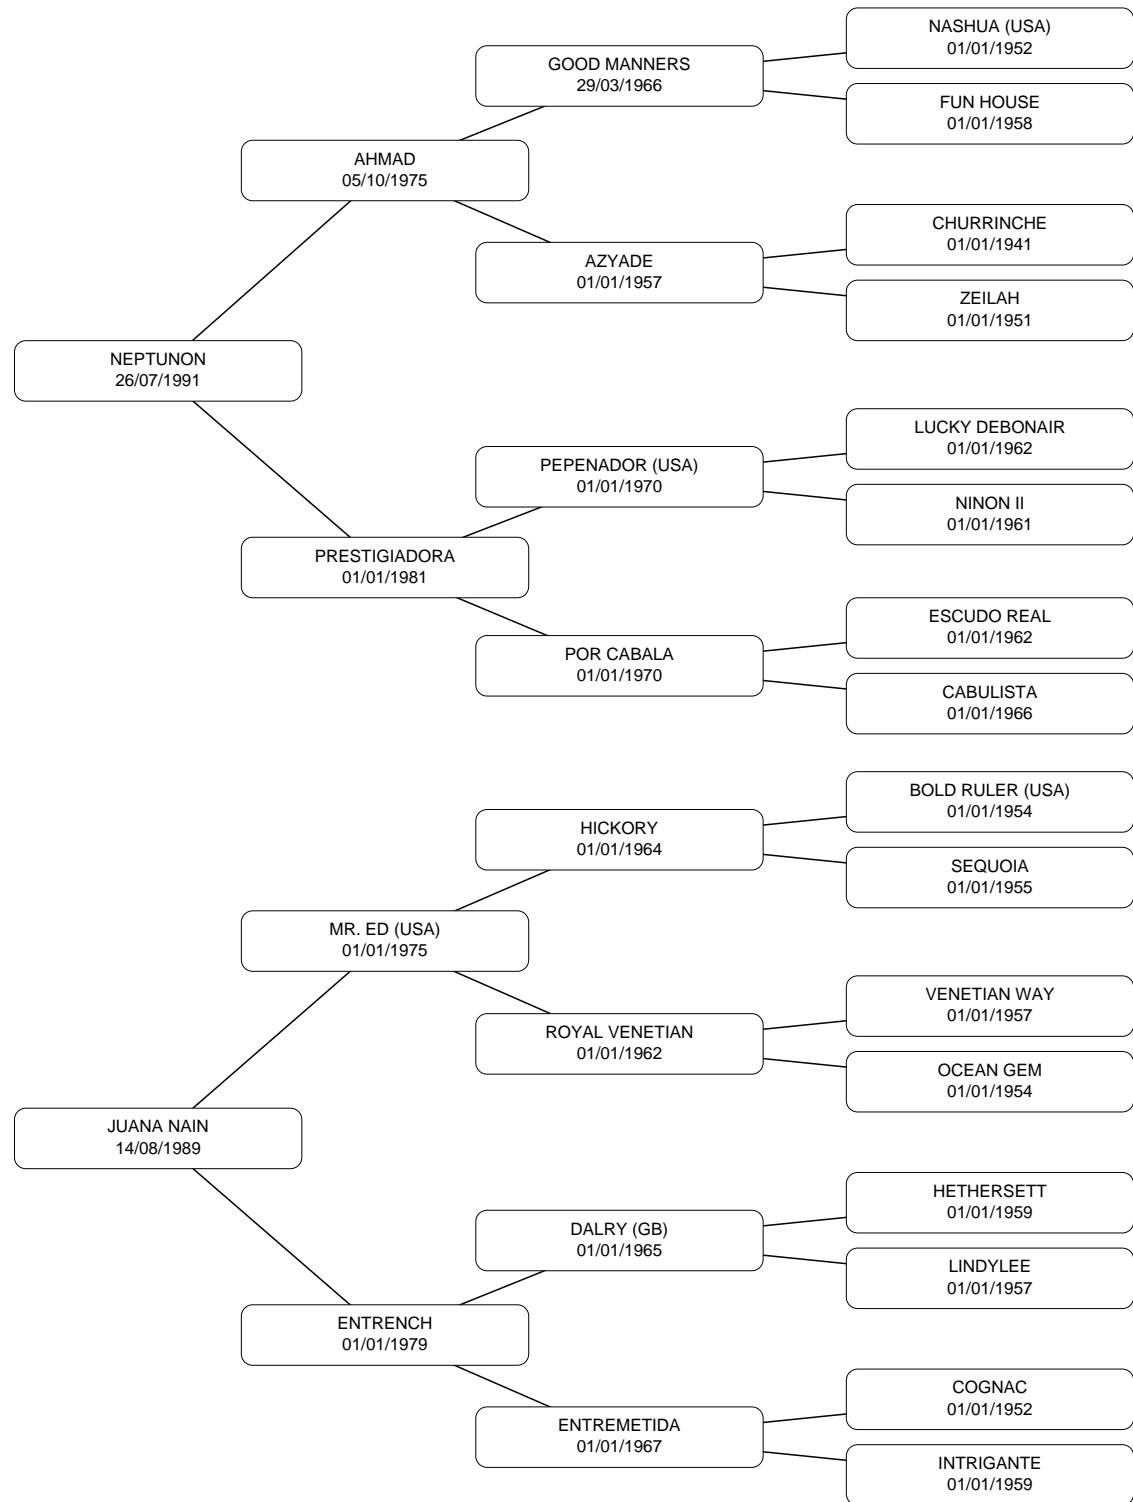 NASHUA (USA)
01/01/1952
GOOD MANNERS
29/03/1966
FUN HOUSE
01/01/1958
AHMAD
05/10/1975
CHURRINCHE
01/01/1941
AZYADE
01/01/1957
ZEILAH
01/01/1951
NEPTUNON
26/07/1991
LUCKY DEBONAIR
01/01/1962
PEPENADOR (USA)
01/01/1970
NINON II
01/01/1961
PRESTIGIADORA
01/01/1981
ESCUDO REAL
01/01/1962
POR CABALA
01/01/1970
CABULISTA
01/01/1966
BOLD RULER (USA)
01/01/1954
HICKORY
01/01/1964
SEQUOIA
01/01/1955
MR. ED (USA)
01/01/1975
VENETIAN WAY
01/01/1957
ROYAL VENETIAN
01/01/1962
OCEAN GEM
01/01/1954
JUANA NAIN
14/08/1989
HETHERSETT
01/01/1959
DALRY (GB)
01/01/1965
LINDYLEE
01/01/1957
ENTRENCH
01/01/1979
COGNAC
01/01/1952
ENTREMETIDA
01/01/1967
INTRIGANTE
01/01/1959